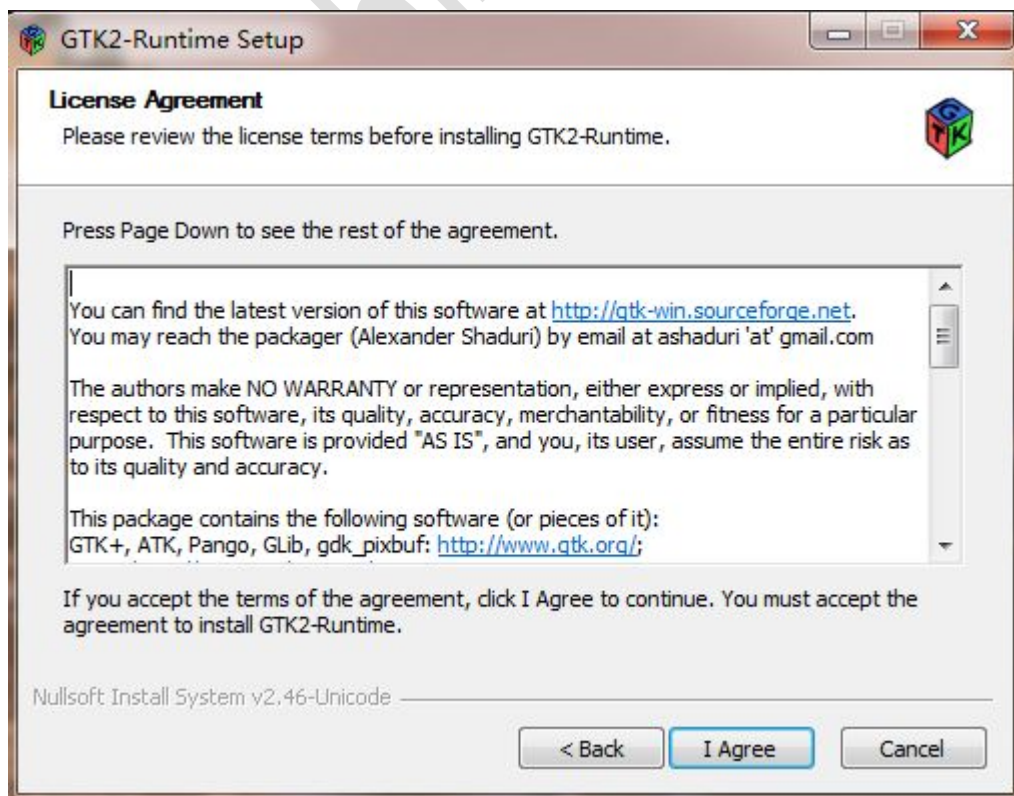 GTK2-Runtime Setup
License Agreement
Please review the license terms before installing GTK2-Runtime.
Press Page Down to see the rest of the agreement.
You can find the latest version of this software at http://gtk-win.sourceforge.net.
You may reach the packager (Alexander Shaduri) by email at ashaduri 'at' gmail.com
The authors make NO WARRANTY or representation, either express or implied, with
respect to this software, its quality, accuracy, merchantability, or fitness for a particular
purpose.  This software is provided "AS IS", and you, its user, assume the entire risk as
to its quality and accuracy.
This package contains the following software (or pieces of it):
GTK+, ATK, Pango, GLib, gdk_pixbuf: http://www.gtk.org/;
If you accept the terms of the agreement, click I Agree to continue. You must accept the
agreement to install GTK2-Runtime.
Nullsoft Install System v2.46-Unicode
< Back I Agree Cancel